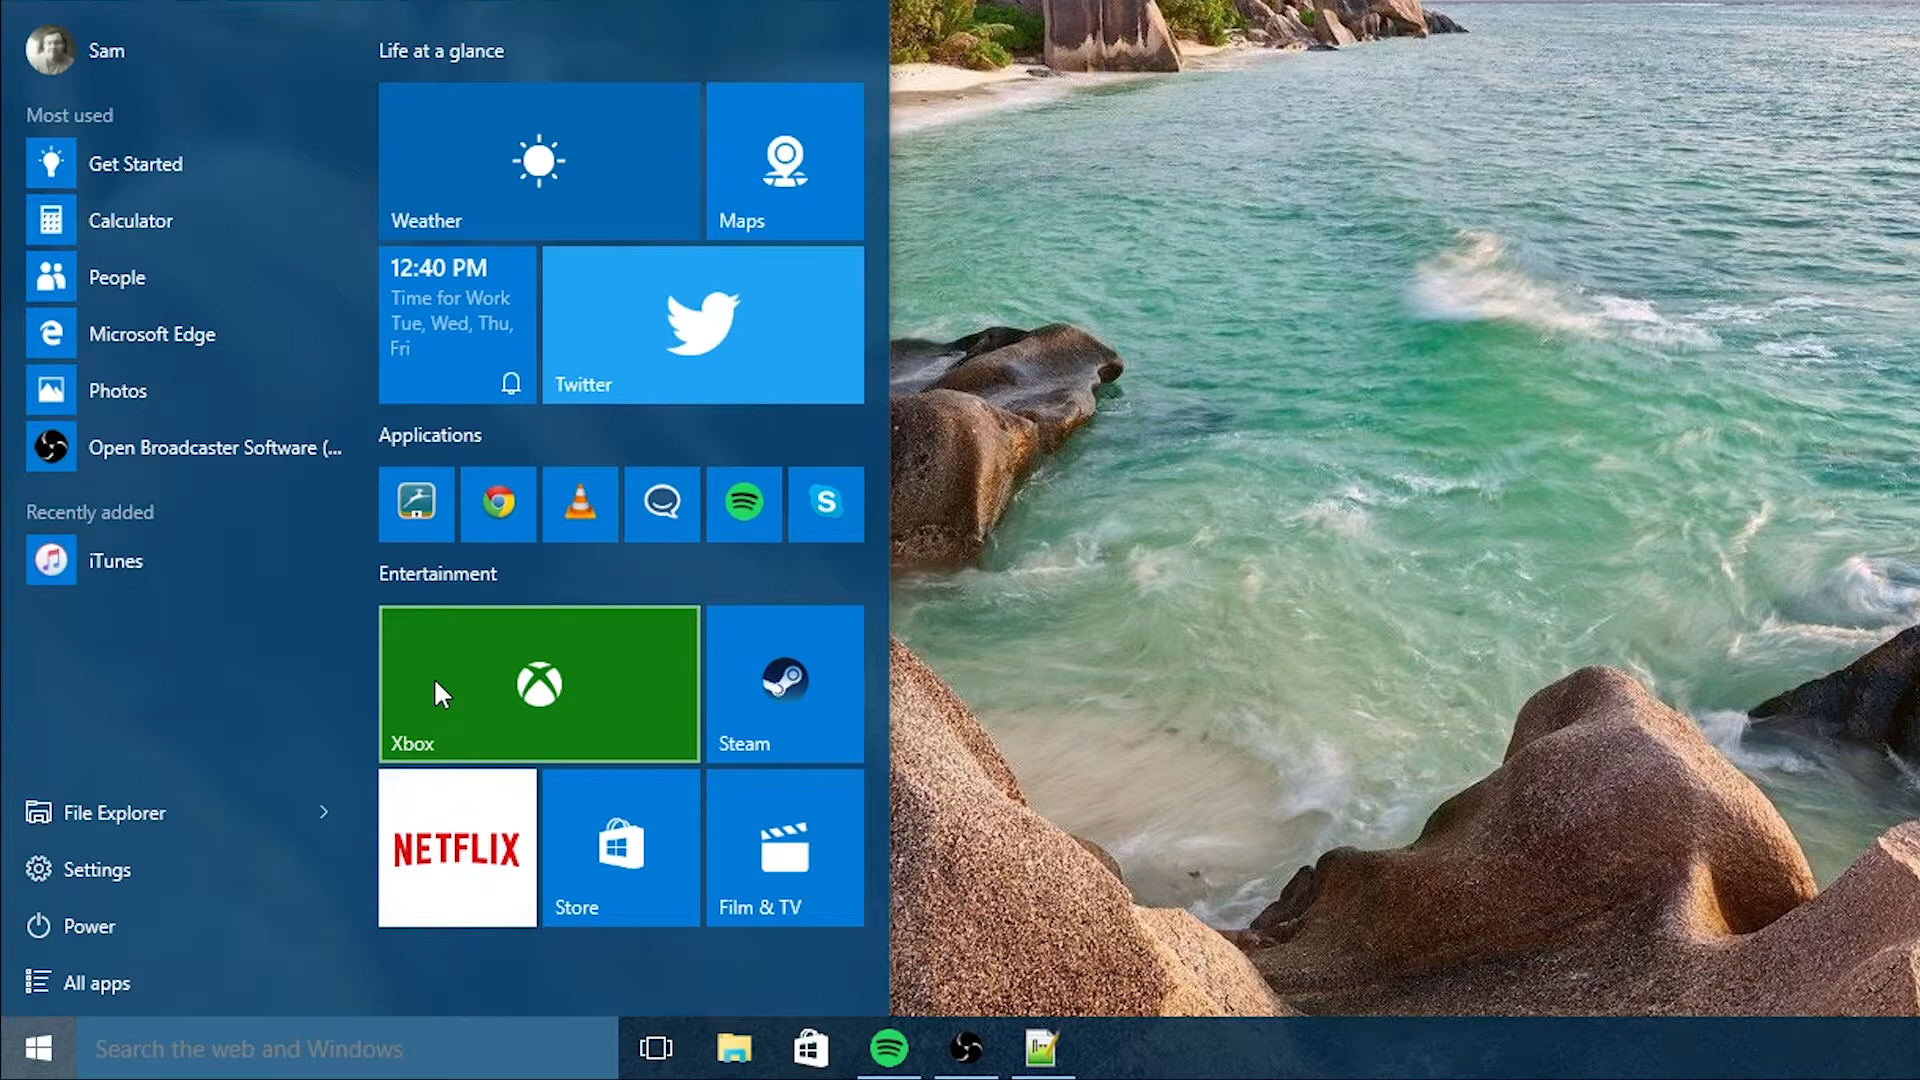 Sam
Most used
Get Started
Calculator
People
Microsoft Edge
Photos
Open Broadcaster Software (...
Recently added
iTunes
File Explorer
Settings
Power
All apps
Life at a glance
Weather
Maps
12:40 PM
Time for Work
Tue, Wed, Thu,
Fri
Twitter
Applications
Entertainment
Xbox
Steam
NETFLIX
Store
Film & TV
Search the web and Windows